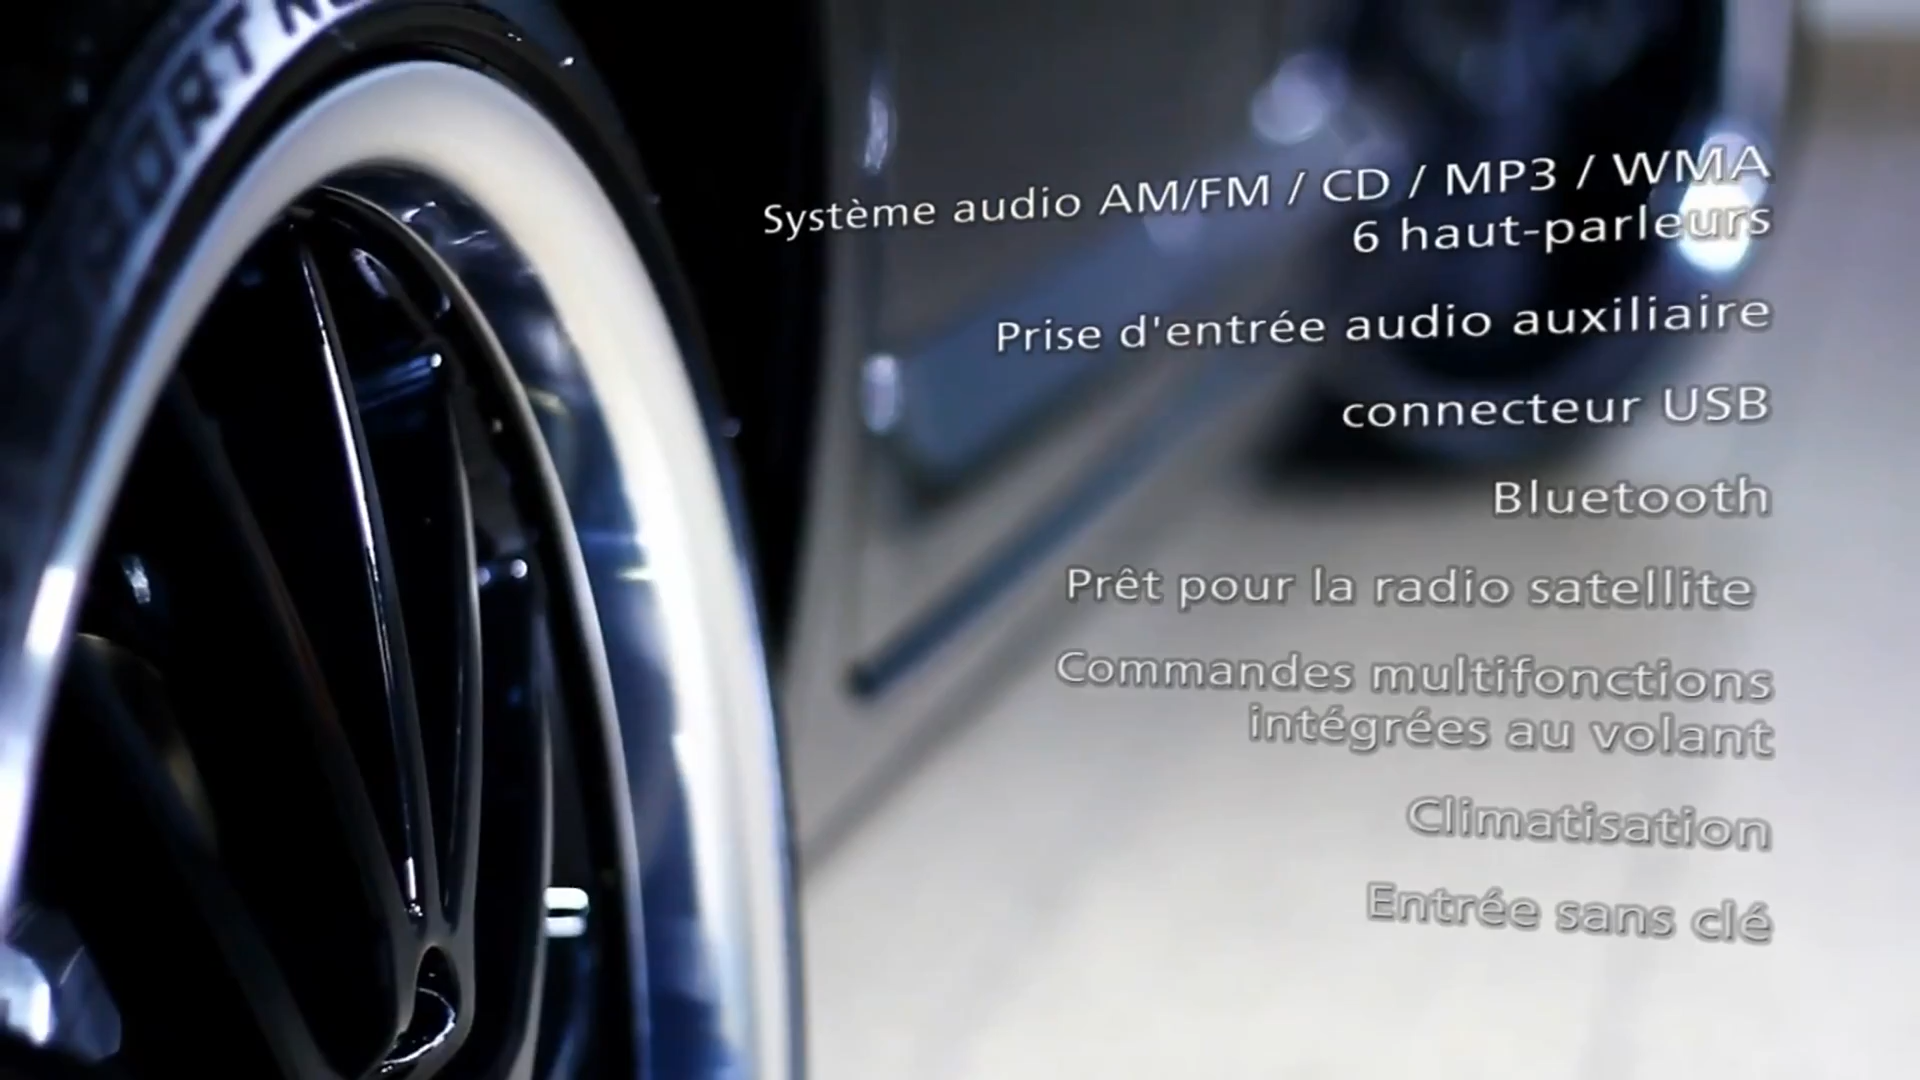 Système audio AM/FM / CD / MP3 / WMA
6 haut-parleurs
Prise d'entrée audio auxiliaire
connecteur USB
Bluetooth
Prêt pour la radio satellite
Commandes multifonctions
intégrées au volant
Climatisation
Entrée sans clé